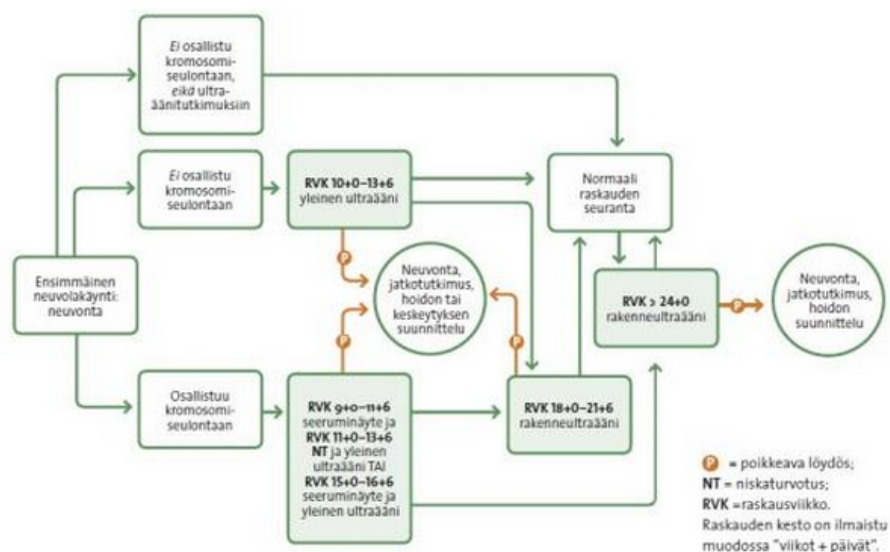 Ei osallistu
kromosomi-
seulontaan,
eikä ultra-
äänitutkimuksiin
Ei osallistu
kromosomi-
seulontaan
RVK 10+0–13+6
yleinen ultraääni
Normaali
raskauden
seuranta
Ensimmäinen
neuvolakäynti:
neuvonta
P
Neuvonta,
jatkotutkimus,
hoidon tai
keskeytyksen
suunnittelu
P
P
RVK ≥ 24+0
rakenneultraääni
P
Neuvonta,
jatkotutkimus,
hoidon
suunnittelu
Osallistuu
kromosomi-
seulontaan
RVK 9+0–11+6
seeruminäyte ja
RVK 11+0–13+6
NT ja yleinen
ultraääni TAI
RVK 15+0–16+6
seeruminäyte ja
yleinen ultraääni
RVK 18+0–21+6
rakenneultraääni
P = poikkeava löydös;
NT = niskaturvotus;
RVK =raskausviikko.
Raskauden kesto on ilmaistu
muodossa "viikot + päivät".